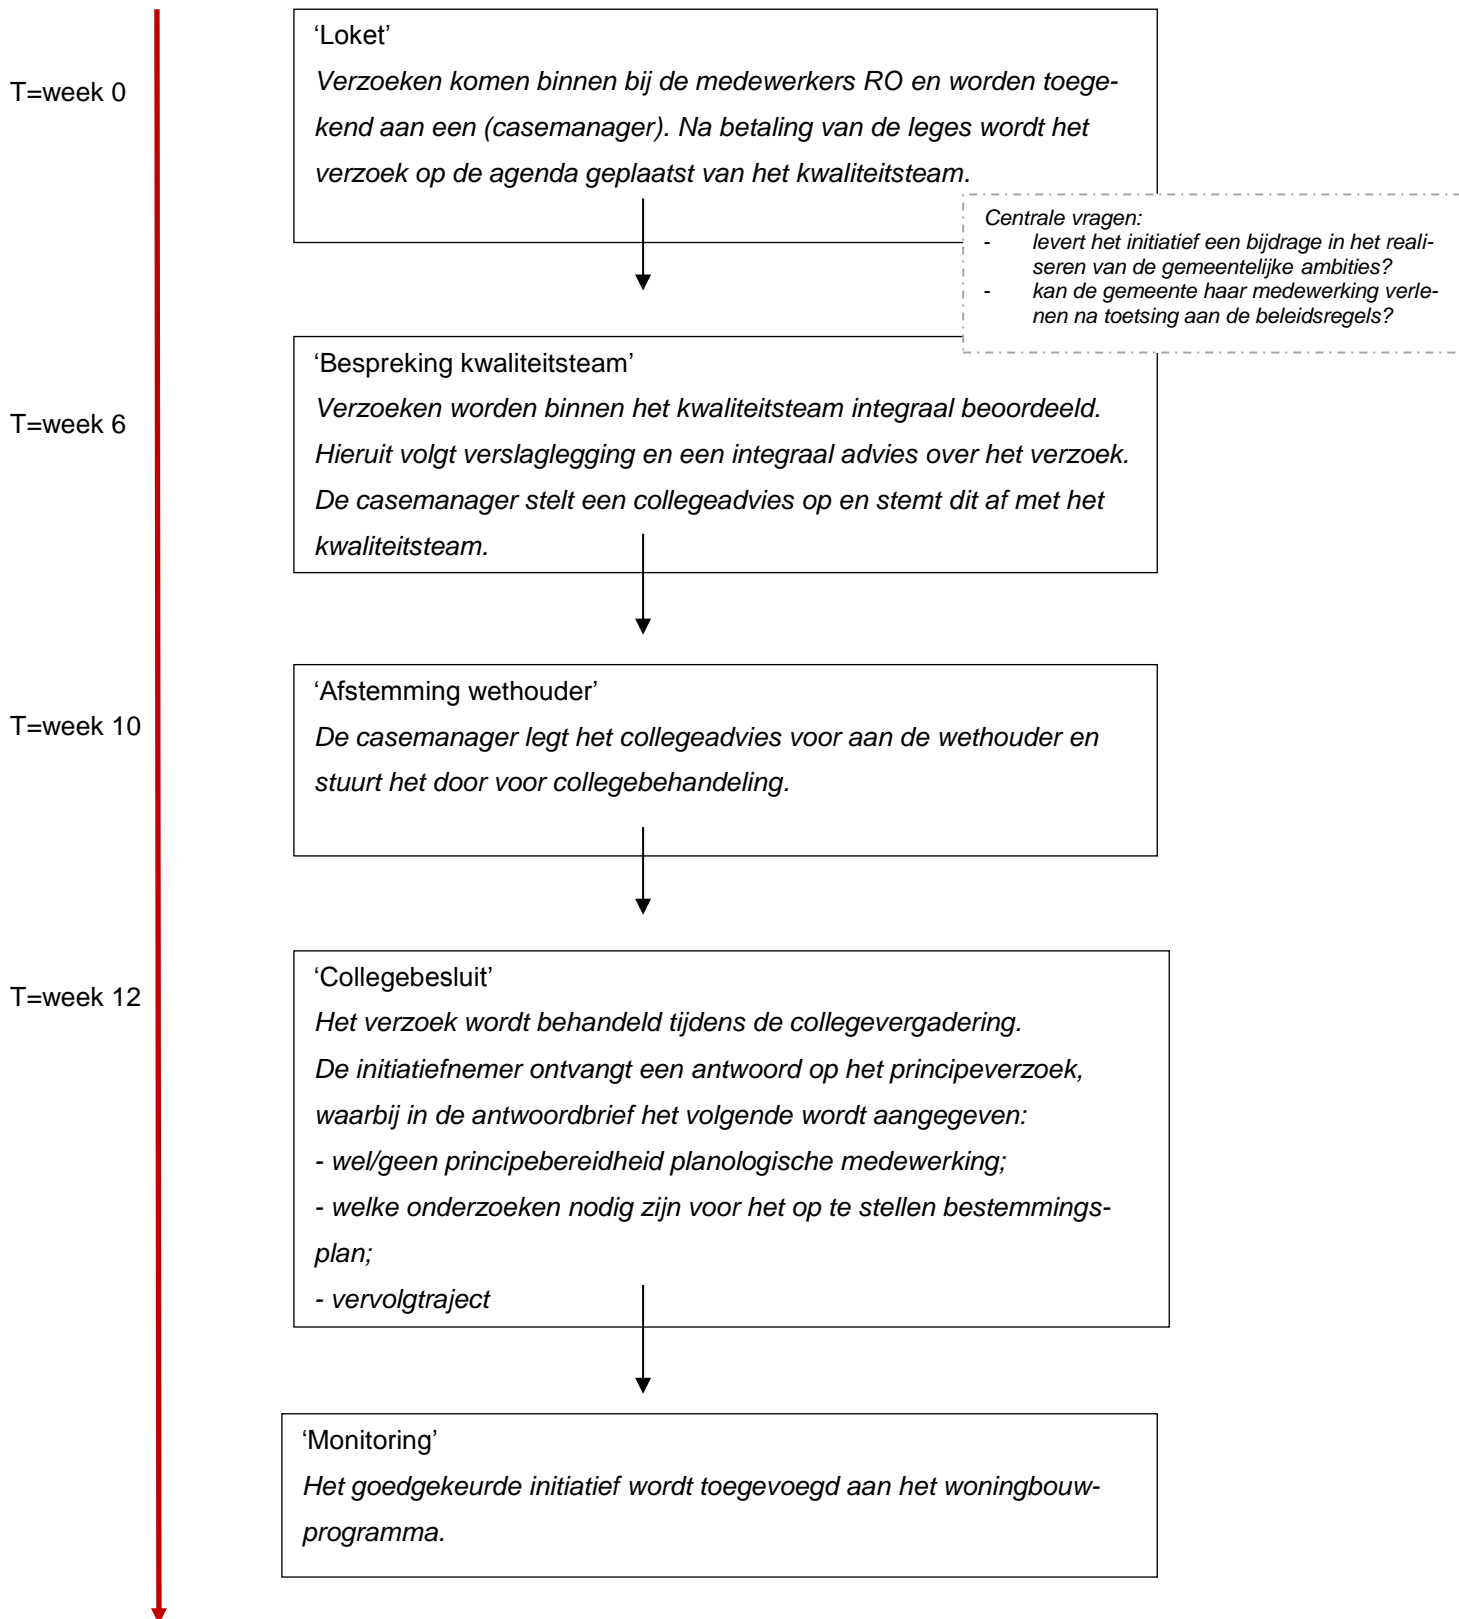 T=week 0
‘Loket’
Verzoeken komen binnen bij de medewerkers RO en worden toege-
kend aan een (casemanager). Na betaling van de leges wordt het
verzoek op de agenda geplaatst van het kwaliteitsteam.
Centrale vragen:
- levert het initiatief een bijdrage in het reali-
seren van de gemeentelijke ambities?
- kan de gemeente haar medewerking verle-
nen na toetsing aan de beleidsregels?
T=week 6
‘Bespreking kwaliteitsteam’
Verzoeken worden binnen het kwaliteitsteam integraal beoordeeld.
Hieruit volgt verslaglegging en een integraal advies over het verzoek.
De casemanager stelt een collegeadvies op en stemt dit af met het
kwaliteitsteam.
T=week 10
‘Afstemming wethouder’
De casemanager legt het collegeadvies voor aan de wethouder en
stuurt het door voor collegebehandeling.
T=week 12
‘Collegebesluit’
Het verzoek wordt behandeld tijdens de collegevergadering.
De initiatiefnemer ontvangt een antwoord op het principeverzoek,
waarbij in de antwoordbrief het volgende wordt aangegeven:
- wel/geen principebereidheid planologische medewerking;
- welke onderzoeken nodig zijn voor het op te stellen bestemmings-
plan;
- vervolgtraject
‘Monitoring’
Het goedgekeurde initiatief wordt toegevoegd aan het woningbouw-
programma.